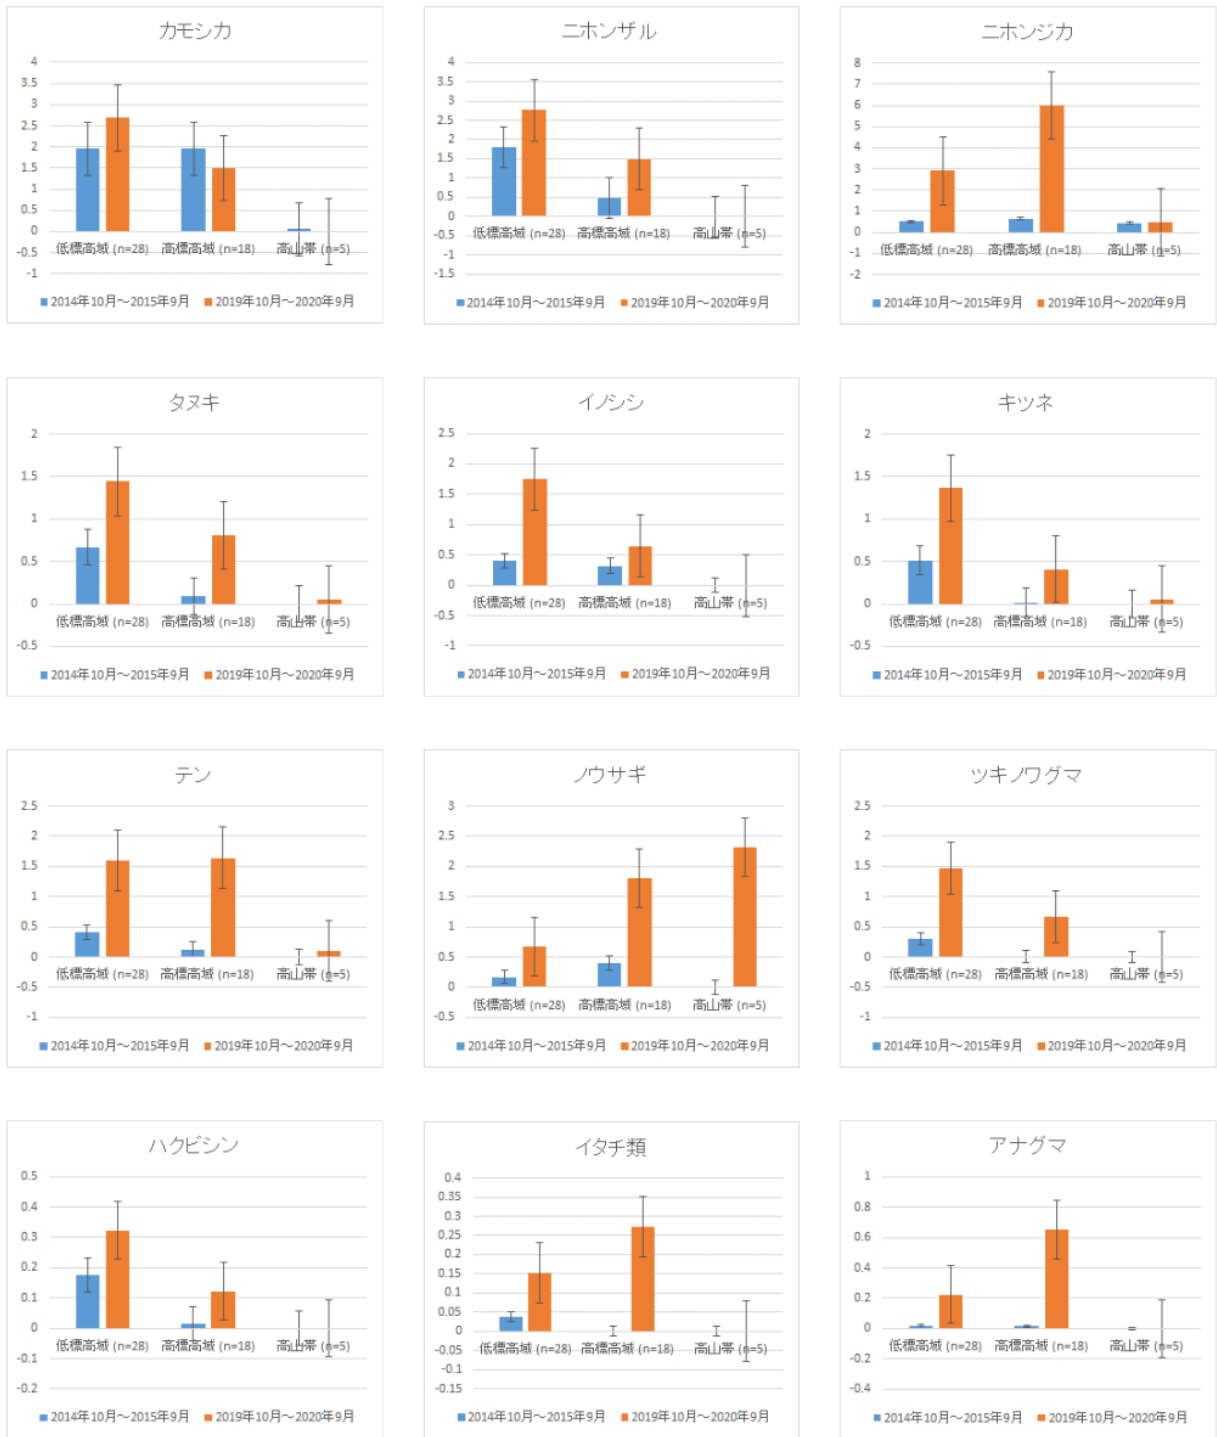 カモシカ
4
3.5
3
2.5
2
1.5
1
0.5
0
-0.5
-1
低標高域 (n=28) 高標高域 (n=18) 高山帯 (n=5)
2014年10月～2015年9月 2019年10月～2020年9月
ニホンザル
4
3.5
3
2.5
2
1.5
1
0.5
0
-0.5
-1
-1.5
低標高域 (n=28) 高標高域 (n=18) 高山帯 (n=5)
2014年10月～2015年9月 2019年10月～2020年9月
ニホンジカ
8
7
6
5
4
3
2
1
0
-1
-2
低標高域 (n=28) 高標高域 (n=18) 高山帯 (n=5)
2014年10月～2015年9月 2019年10月～2020年9月
タヌキ
2
1.5
1
0.5
0
-0.5
低標高域 (n=28) 高標高域 (n=18) 高山帯 (n=5)
2014年10月～2015年9月 2019年10月～2020年9月
イノシシ
2.5
2
1.5
1
0.5
0
-0.5
-1
低標高域 (n=28) 高標高域 (n=18) 高山帯 (n=5)
2014年10月～2015年9月 2019年10月～2020年9月
キツネ
2
1.5
1
0.5
0
-0.5
低標高域 (n=28) 高標高域 (n=18) 高山帯 (n=5)
2014年10月～2015年9月 2019年10月～2020年9月
テン
2.5
2
1.5
1
0.5
0
-0.5
-1
低標高域 (n=28) 高標高域 (n=18) 高山帯 (n=5)
2014年10月～2015年9月 2019年10月～2020年9月
ノウサギ
3
2.5
2
1.5
1
0.5
0
-0.5
低標高域 (n=28) 高標高域 (n=18) 高山帯 (n=5)
2014年10月～2015年9月 2019年10月～2020年9月
ツキノワグマ
2.5
2
1.5
1
0.5
0
-0.5
-1
低標高域 (n=28) 高標高域 (n=18) 高山帯 (n=5)
2014年10月～2015年9月 2019年10月～2020年9月
ハクビシン
0.5
0.4
0.3
0.2
0.1
0
-0.1
-0.2
低標高域 (n=28) 高標高域 (n=18) 高山帯 (n=5)
2014年10月～2015年9月 2019年10月～2020年9月
イタチ類
0.4
0.35
0.3
0.25
0.2
0.15
0.1
0.05
0
-0.05
-0.1
-0.15
低標高域 (n=28) 高標高域 (n=18) 高山帯 (n=5)
2014年10月～2015年9月 2019年10月～2020年9月
アナグマ
1
0.8
0.6
0.4
0.2
0
-0.2
-0.4
低標高域 (n=28) 高標高域 (n=18) 高山帯 (n=5)
2014年10月～2015年9月 2019年10月～2020年9月